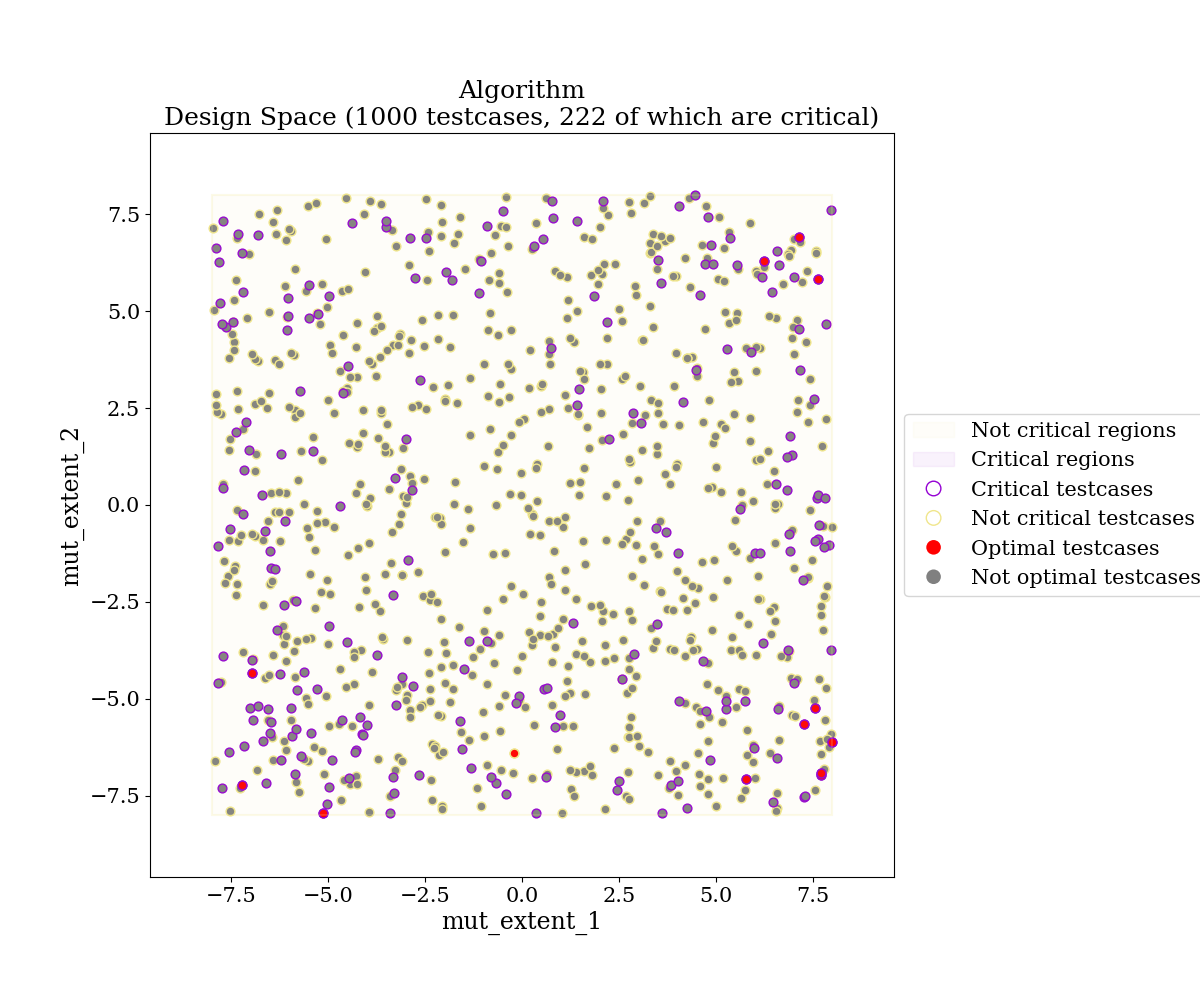 Algorithm
Design Space (1000 testcases, 222 of which are critical)
7.5
5.0
2.5
0.0
−2.5
−5.0
−7.5
mut_extent_2
−7.5 −5.0 −2.5 0.0 2.5 5.0 7.5
mut_extent_1
Not critical regions
Critical regions
Critical testcases
Not critical testcases
Optimal testcases
Not optimal testcases